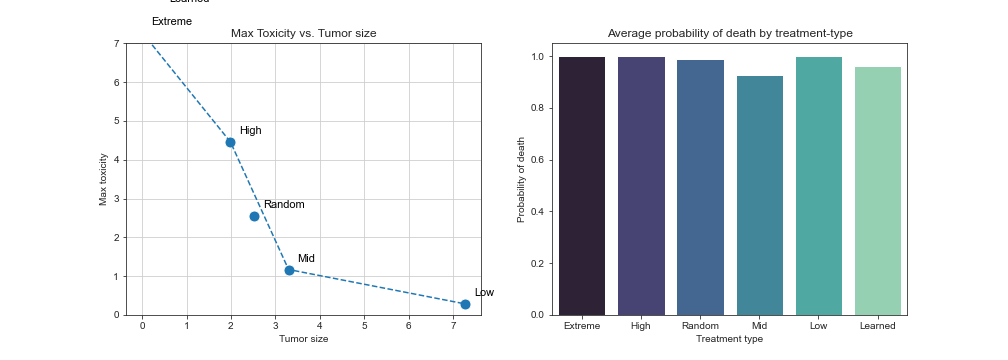 Learned
Extreme
Max Toxicity vs. Tumor size
7
6
5
4
3
2
1
0
Max toxicity
High
Random
Mid
Low
0 1 2 3 4 5 6 7
Tumor size
Average probability of death by treatment-type
1.0
0.8
0.6
0.4
0.2
0.0
Probability of death
Extreme High Random Mid Low Learned
Treatment type